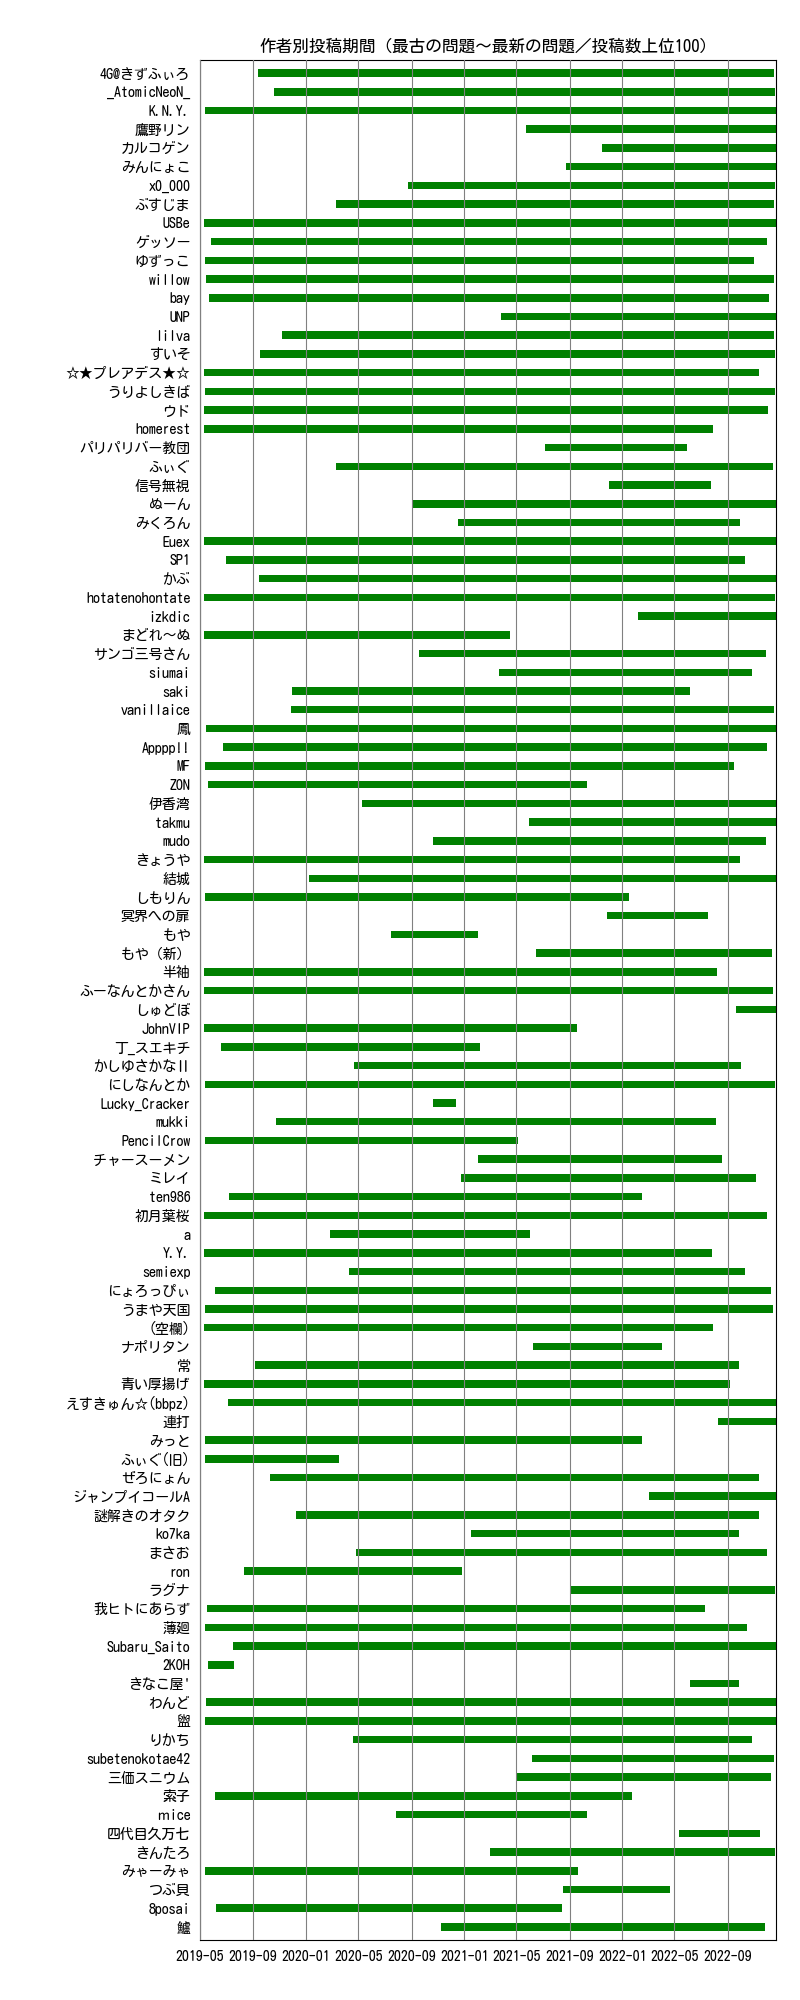 作者別投稿期間（最古の問題～最新の問題／投稿数上位100）
4G@きずふぃろ
_AtomicNeoN_
K.N.Y.
鷹野リン
カルコゲン
みんにょこ
x0_000
ぶすじま
USBe
ゲッソー
ゆずっこ
willow
bay
UNP
lilva
すいそ
☆★プレアデス★☆
うりよしきば
ウド
homerest
パリパリバー教団
ふぃぐ
信号無視
ぬーん
みくろん
Euex
SP1
かぶ
hotatenohontate
izkdic
まどれ～ぬ
サンゴ三号さん
siumai
saki
vanillaice
鳳
MF
ZON
伊香湾
takmu
mudo
きょうや
結城
しもりん
冥界への扉
もや
もや（新）
半袖
ふーなんとかさん
しゅどぼ
JohnVIP
丁_スエキチ
かしゆさかなII
にしなんとか
Lucky_Cracker
mukki
PencilCrow
チャースーメン
ミレイ
ten986
初月葉桜
a
Y.Y.
semiexp
にょろっぴぃ
うまや天国
(空欄)
ナポリタン
常
青い厚揚げ
えすきゅん☆(bbpz)
連打
みっと
ふぃぐ(旧)
ぜろにょん
ジャンプイコールA
謎解きのオタク
ko7ka
まさお
ron
ラグナ
我ヒトにあらず
薄廻
Subaru_Saito
2KOH
きなこ屋'
わんど
盥
りかち
subetenokotae42
三価スニウム
索子
mice
四代目久万七
きんたろ
みゃーみゃ
つぶ貝
8posai
鱸
2019-05 2019-09 2020-01 2020-05 2020-09 2021-01 2021-05 2021-09 2022-01 2022-05 2022-09